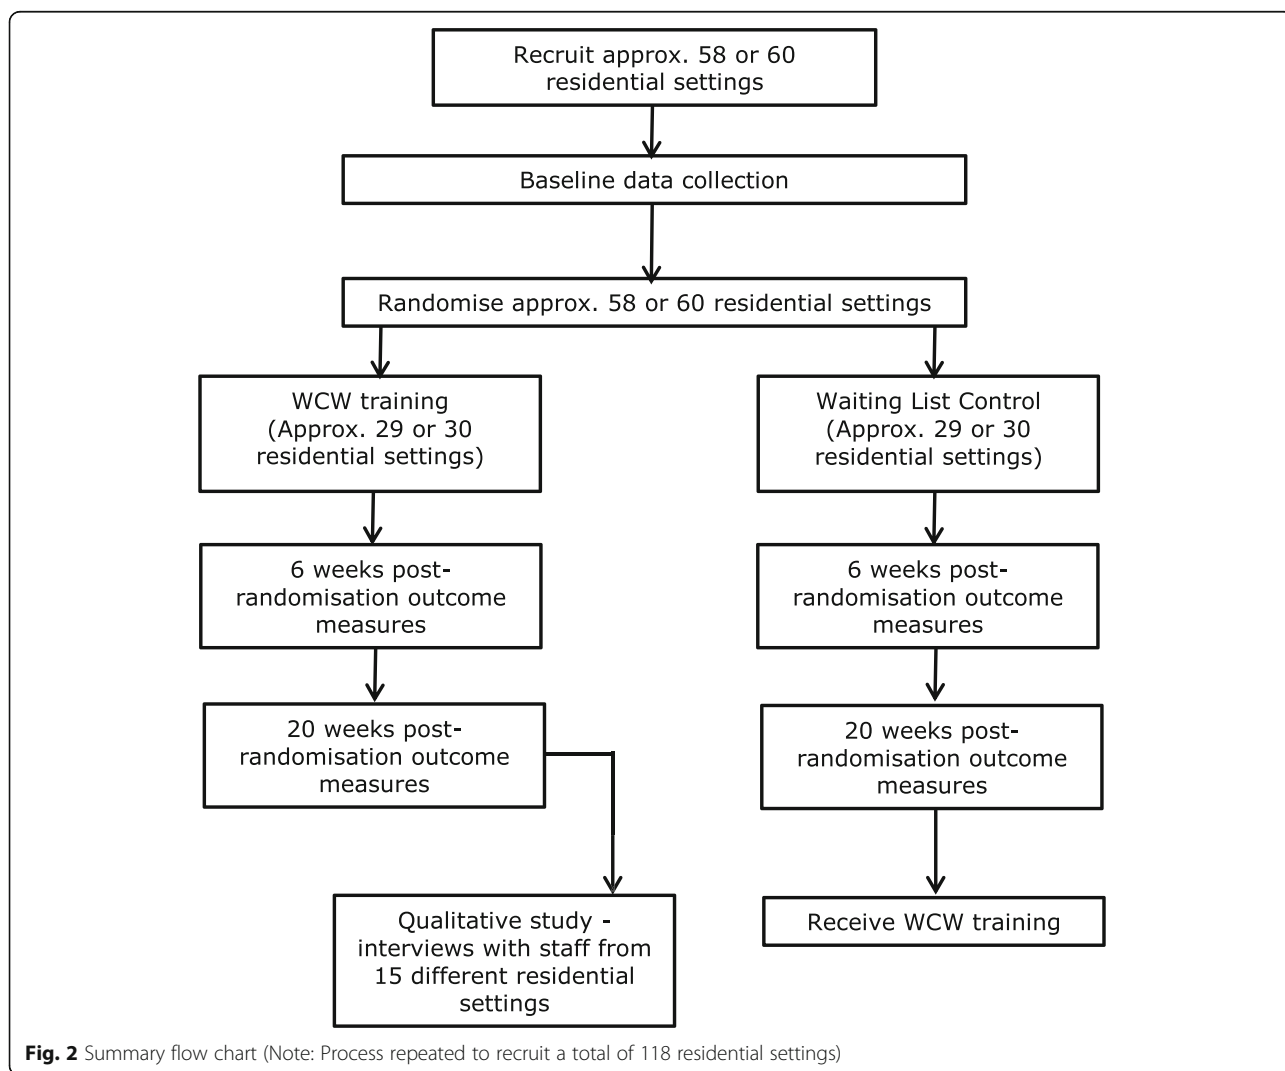 Recruit approx. 58 or 60
residential settings
Baseline data collection
Randomise approx. 58 or 60 residential settings
WCW training
(Approx. 29 or 30
residential settings)
Waiting List Control
(Approx. 29 or 30
residential settings)
6 weeks post-
randomisation outcome
measures
6 weeks post-
randomisation outcome
measures
20 weeks post-
randomisation outcome
measures
20 weeks post-
randomisation outcome
measures
Qualitative study -
interviews with staff from
15 different residential
settings
Receive WCW training
Fig. 2 Summary flow chart (Note: Process repeated to recruit a total of 118 residential settings)